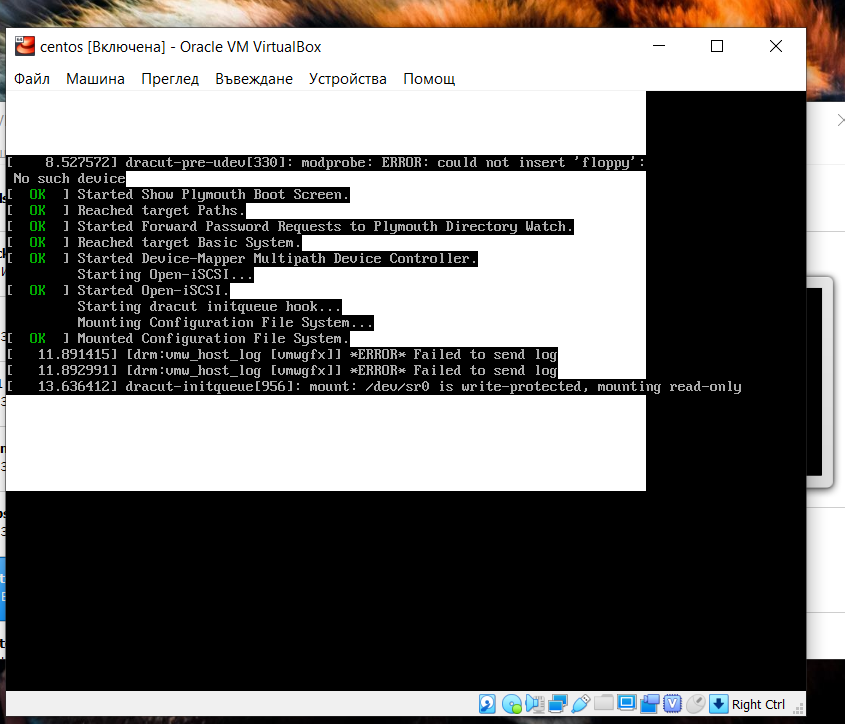 centos [Включена] - Oracle VM VirtualBox
Файл Машина Преглед Въвеждане Устройства Помощ
[    8.527572] dracut-pre-udev[330]: modprobe: ERROR: could not insert 'floppy':
No such device
[  OK  ] Started Show Plymouth Boot Screen.
[  OK  ] Reached target Paths.
[  OK  ] Started Forward Password Requests to Plymouth Directory Watch.
[  OK  ] Reached target Basic System.
[  OK  ] Started Device-Mapper Multipath Device Controller.
Starting Open-iSCSI...
[  OK  ] Started Open-iSCSI.
Starting dracut initqueue hook...
Mounting Configuration File System...
[  OK  ] Mounted Configuration File System.
[   11.891415] [drm:vmw_host_log [vmwgfx]] *ERROR* Failed to send log
[   11.892991] [drm:vmw_host_log [vmwgfx]] *ERROR* Failed to send log
[   13.636412] dracut-initqueue[956]: mount: /dev/sr0 is write-protected, mounting read-only
Right Ctrl